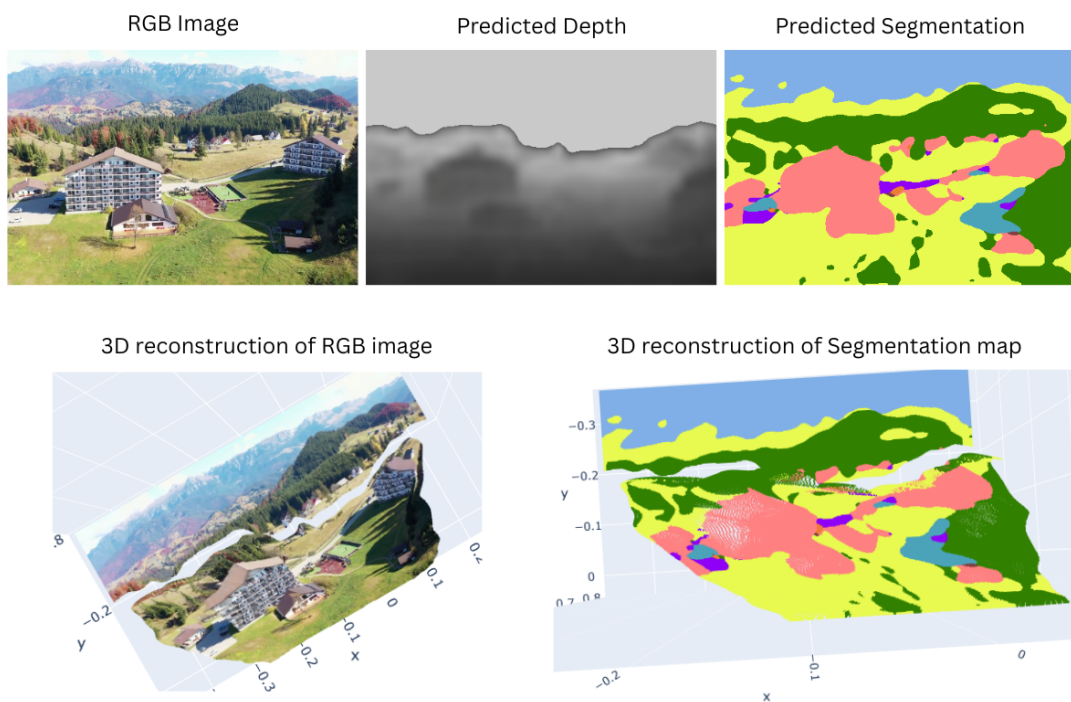 RGB Image
Predicted Depth
Predicted Segmentation
3D reconstruction of RGB image
3D reconstruction of Segmentation map
.8
−0.2
y
−0.3
−0.2
−0.1
x
0
0.1
0.2
−0.3
−0.2
y
−0.1
0
0.7
0.8
−0.2
−0.1
0
x